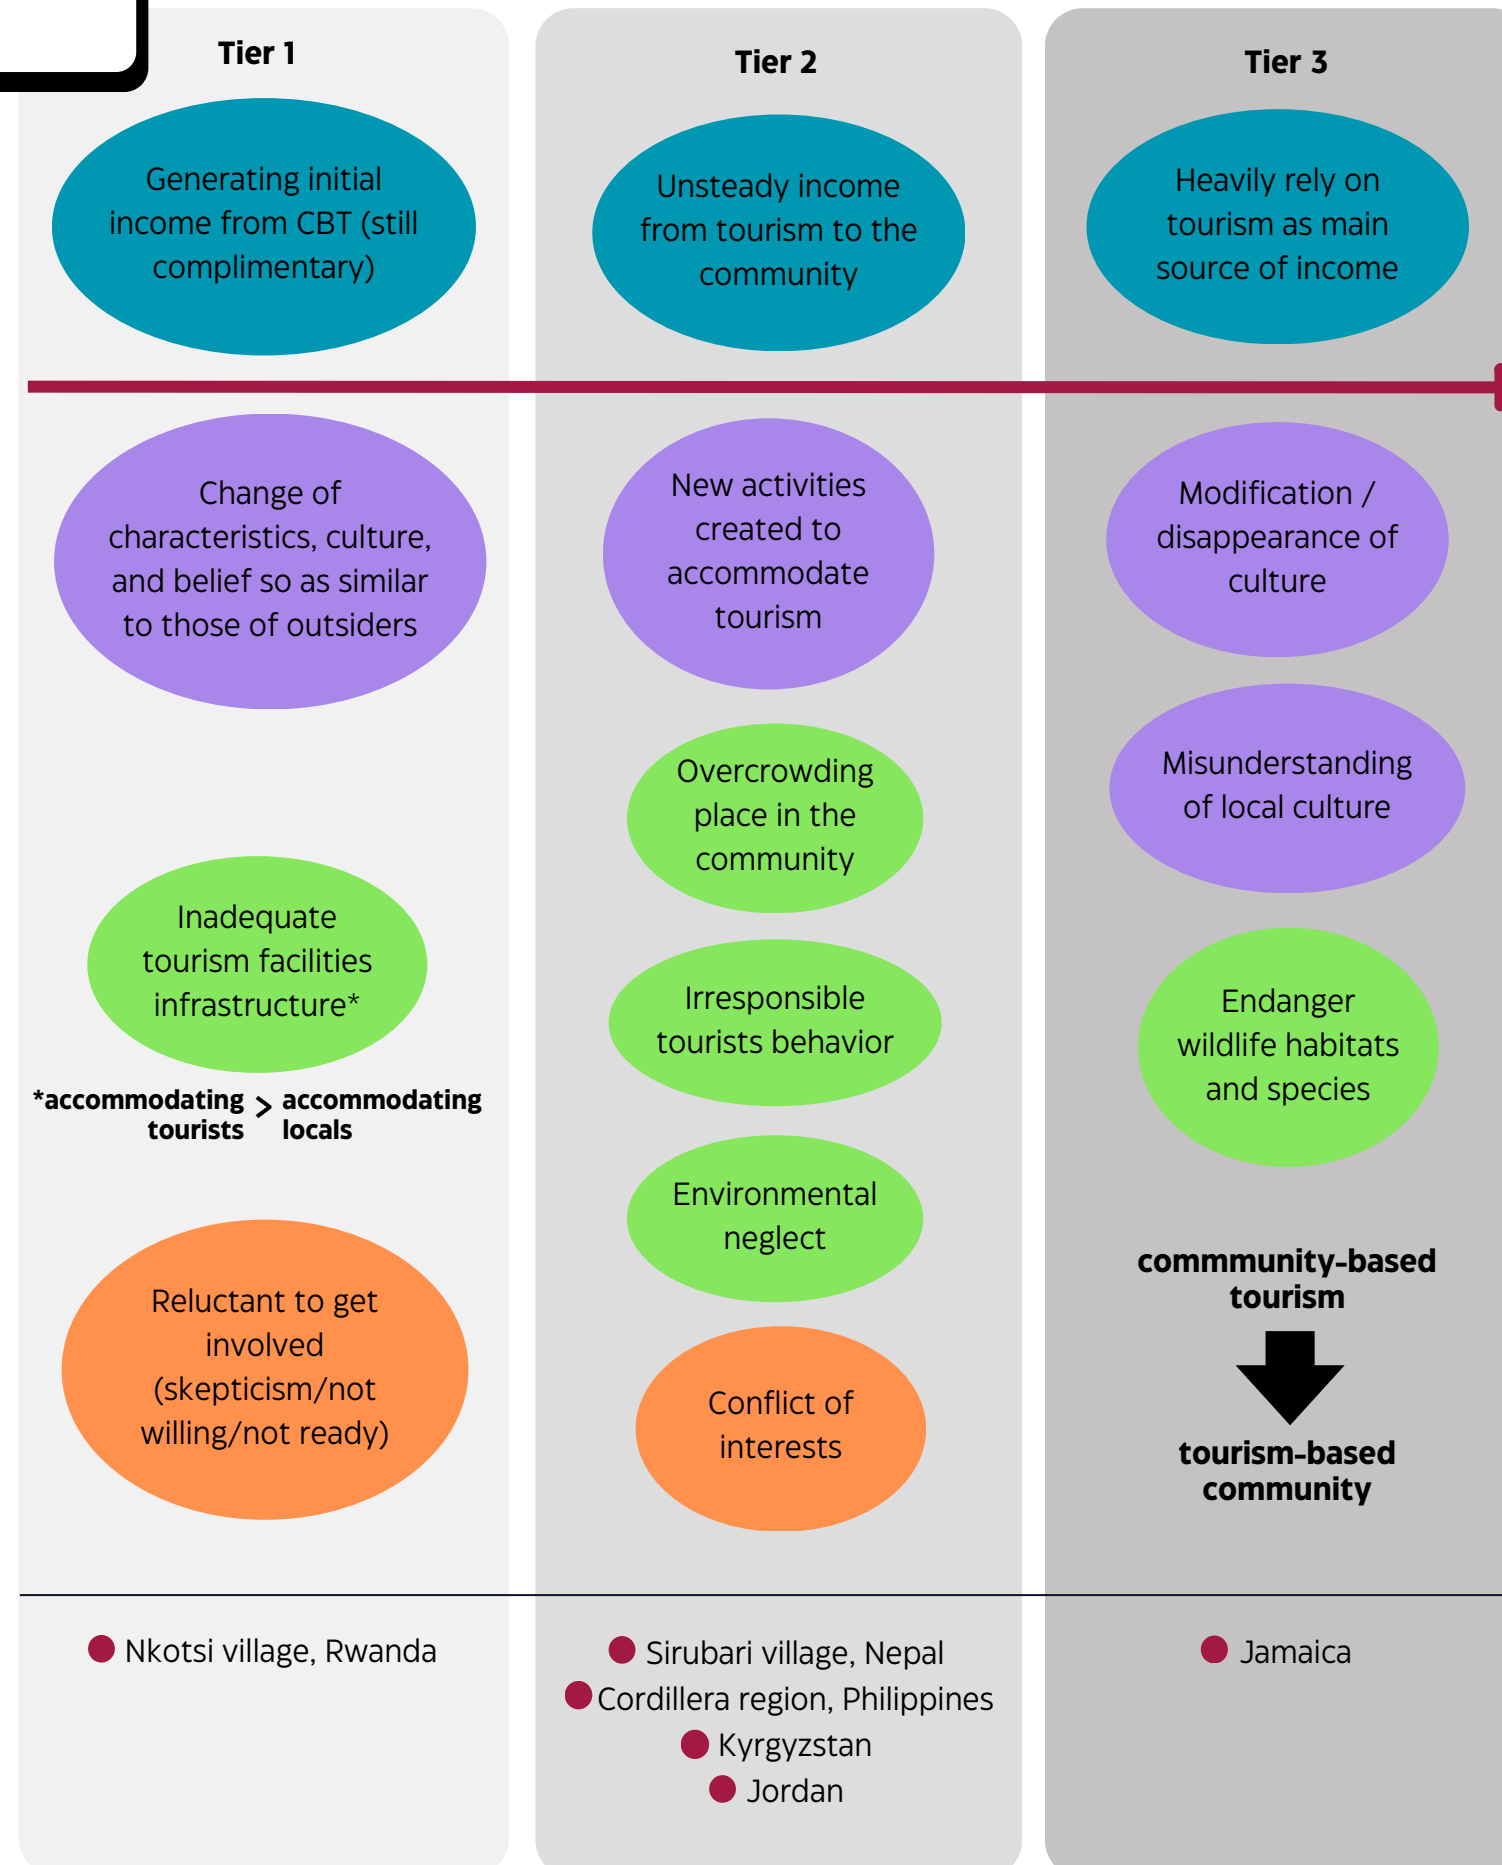 Tier 1
Generating initial
income from CBT (still
complimentary)
Change of
characteristics, culture,
and belief so as similar
to those of outsiders
Inadequate
tourism facilities
infrastructure*
*accommodating > accommodating
tourists locals
Reluctant to get
involved
(skepticism/not
willing/not ready)
Nkotsi village, Rwanda
Tier 2
Unsteady income
from tourism to the
community
New activities
created to
accommodate
tourism
Overcrowding
place in the
community
Irresponsible
tourists behavior
Environmental
neglect
Conflict of
interests
Sirubari village, Nepal
Cordillera region, Philippines
Kyrgyzstan
Jordan
Tier 3
Heavily rely on
tourism as main
source of income
Modification /
disappearance of
culture
Misunderstanding
of local culture
Endanger
wildlife habitats
and species
commmunity-based
tourism
tourism-based
community
Jamaica